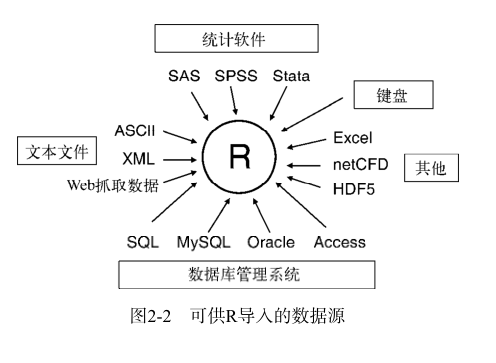 统计软件
SAS SPSS Stata
键盘
ASCII
文本文件
XML
Web抓取数据
R
Excel
netCFD
HDF5
其他
SQL MySQL Oracle Access
数据库管理系统
图2-2 可供R导入的数据源